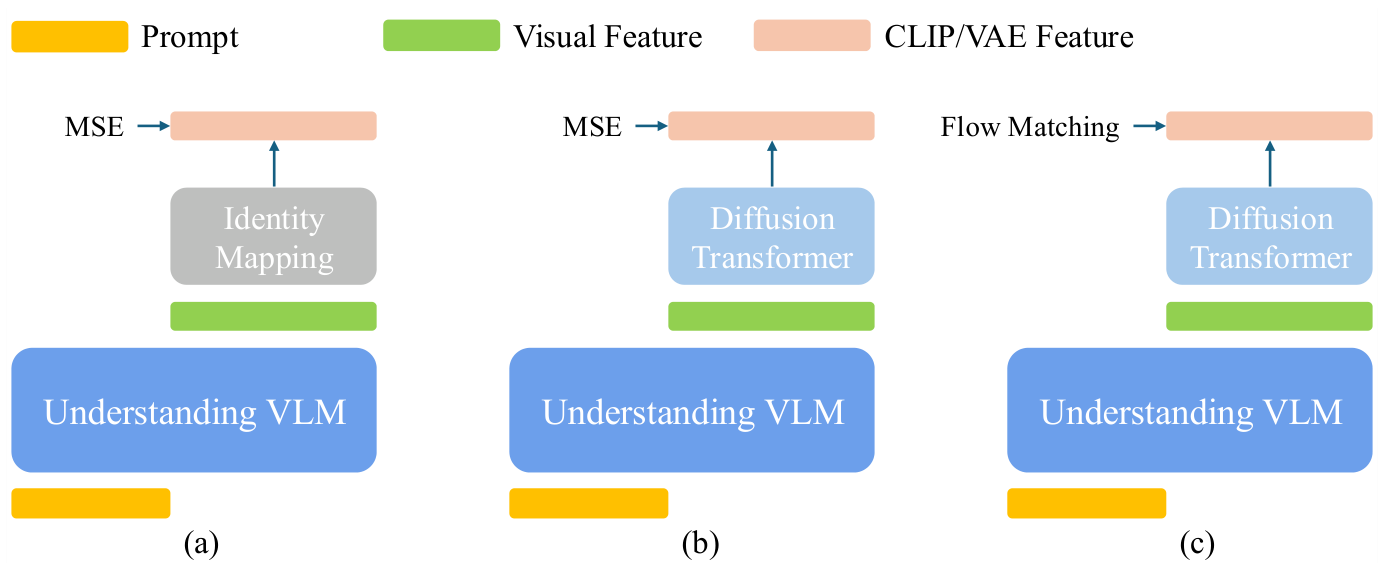 Prompt
Visual Feature
CLIP/VAE Feature
MSE
MSE
Flow Matching
Identity
Mapping
Diffusion
Transformer
Diffusion
Transformer
Understanding VLM
Understanding VLM
Understanding VLM
(a)
(b)
(c)